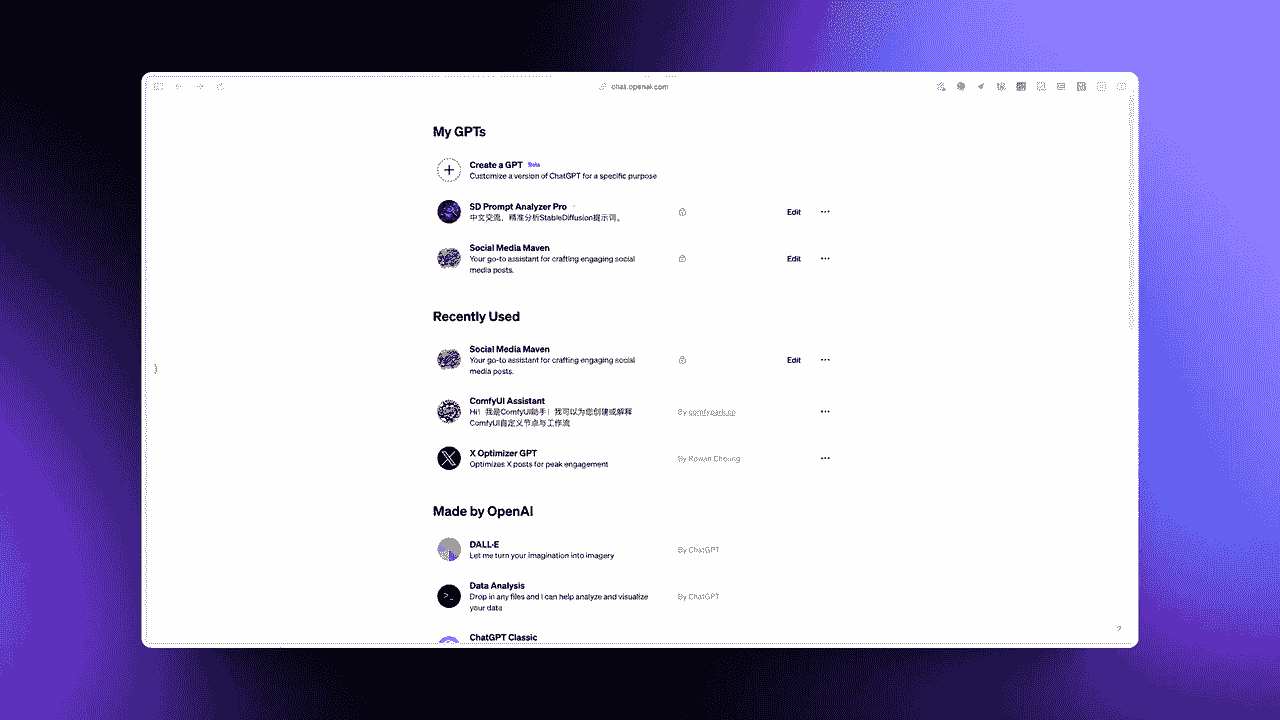 chat.openai.com
My GPTs
Create a GPT Beta
Customize a version of ChatGPT for a specific purpose
SD Prompt Analyzer Pro
中文交流，精准分析StableDiffusion提示词。
Edit
Social Media Maven
Your go-to assistant for crafting engaging social
media posts.
Edit
Recently Used
Social Media Maven
Your go-to assistant for crafting engaging social
media posts.
Edit
ComfyUI Assistant
Hi！我是ComfyUI助手！我可以为您创建或解释
ComfyUI自定义节点与工作流
By comfypark.co
X Optimizer GPT
Optimizes X posts for peak engagement
By Rowan Cheung
Made by OpenAI
DALL·E
Let me turn your imagination into imagery
By ChatGPT
Data Analysis
Drop in any files and I can help analyze and visualize
your data
By ChatGPT
ChatGPT Classic
?